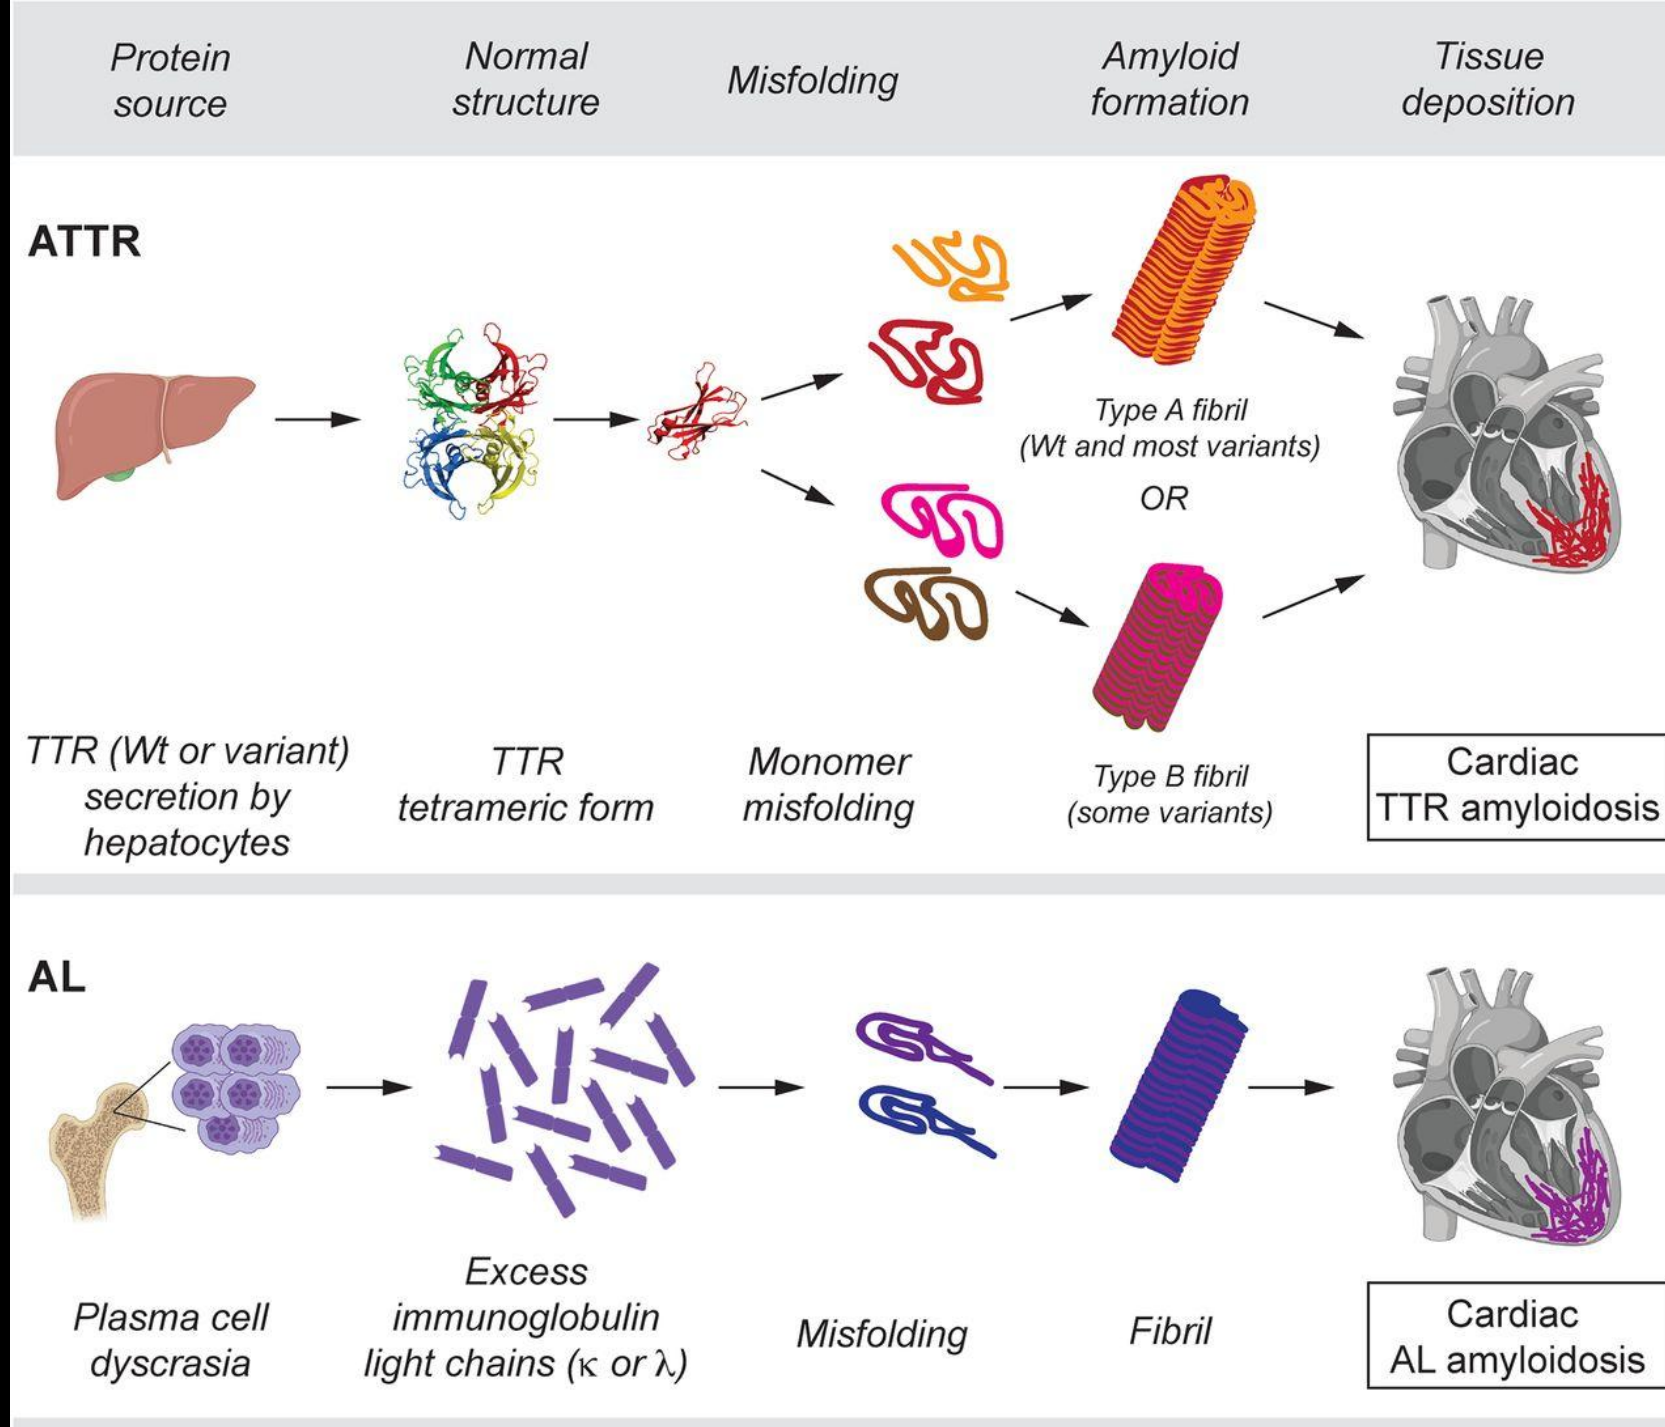 Protein
source
Normal
structure
Misfolding
Amyloid
formation
Tissue
deposition
ATTR
Type A fibril
(Wt and most variants)
OR
Type B fibril
(some variants)
TTR (Wt or variant)
secretion by
hepatocytes
TTR
tetrameric form
Monomer
misfolding
Cardiac
TTR amyloidosis
AL
Plasma cell
dyscrasia
Excess
immunoglobulin
light chains (κ or λ)
Misfolding
Fibril
Cardiac
AL amyloidosis